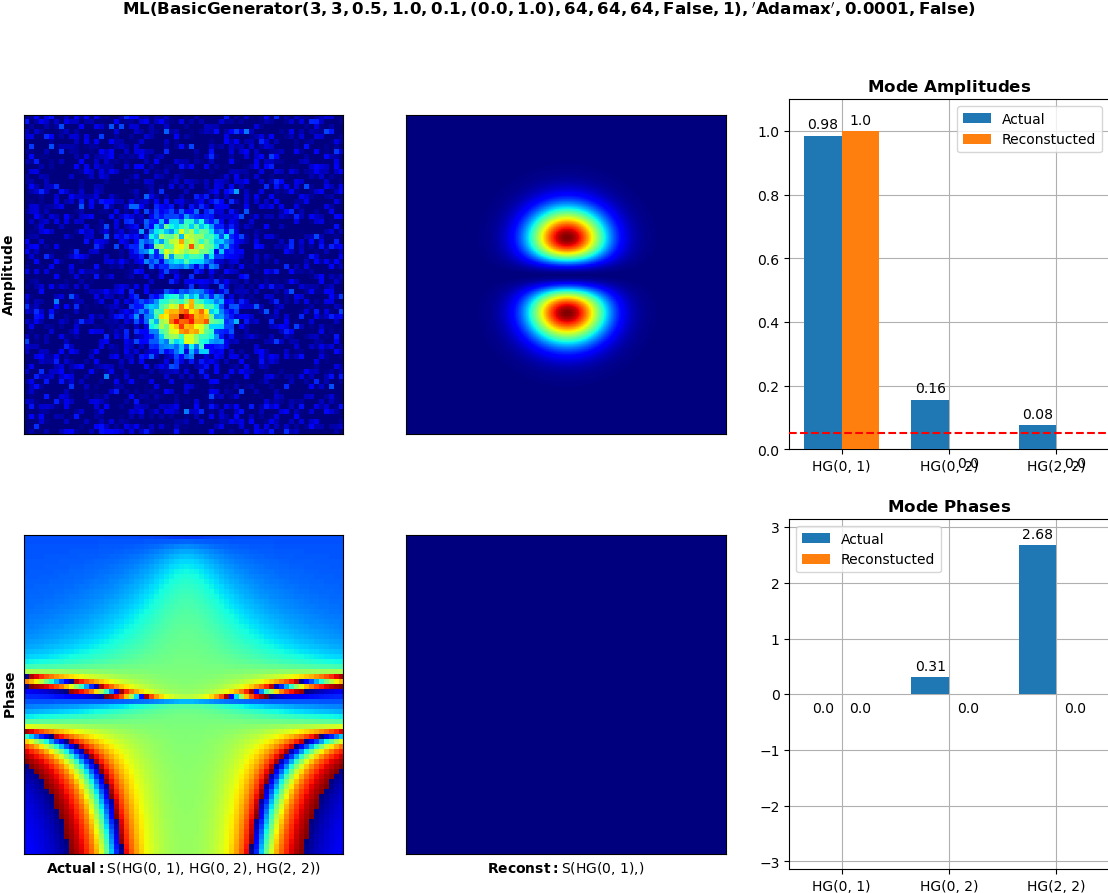 ML(BasicGenerator(3, 3, 0.5, 1.0, 0.1, (0.0, 1.0), 64, 64, 64, False, 1), 'Adamax', 0.0001, False)
Amplitude
Mode Amplitudes
Actual
Reconstucted
1.0
0.8
0.6
0.4
0.2
0.0
0.98
1.0
0.16
0.0
0.08
0.0
HG(0, 1)
HG(0, 2)
HG(2, 2)
Phase
Actual: S(HG(0, 1), HG(0, 2), HG(2, 2))
Reconst: S(HG(0, 1),)
Mode Phases
Actual
Reconstucted
3
2
1
0
−1
−2
−3
0.0
0.0
0.31
0.0
2.68
0.0
HG(0, 1)
HG(0, 2)
HG(2, 2)